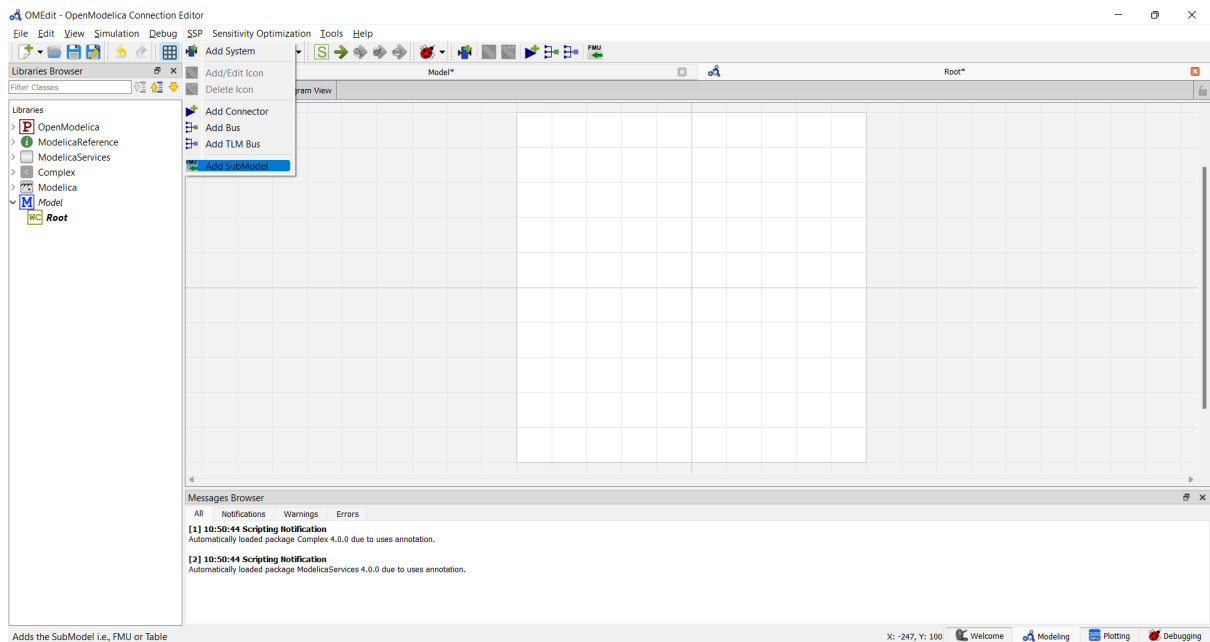 OMEdit - OpenModelica Connection Editor
File Edit View Simulation Debug SSP Sensitivity Optimization Tools Help
S
FMU
Libraries Browser
Filter Classes
Libraries
P OpenModelica
i ModelicaReference
ModelicaServices
C Complex
Modelica
M Model
WC Root
Add System
Add/Edit Icon
Delete Icon
Add Connector
Add Bus
Add TLM Bus
FMU Add SubModel
Model*
Root*
gram View
Messages Browser
All Notifications Warnings Errors
[1] 10:50:44 Scripting Notification
Automatically loaded package Complex 4.0.0 due to uses annotation.
[2] 10:50:44 Scripting Notification
Automatically loaded package ModelicaServices 4.0.0 due to uses annotation.
Adds the SubModel i.e., FMU or Table
X: -247, Y: 100 Welcome Modeling Plotting Debugging